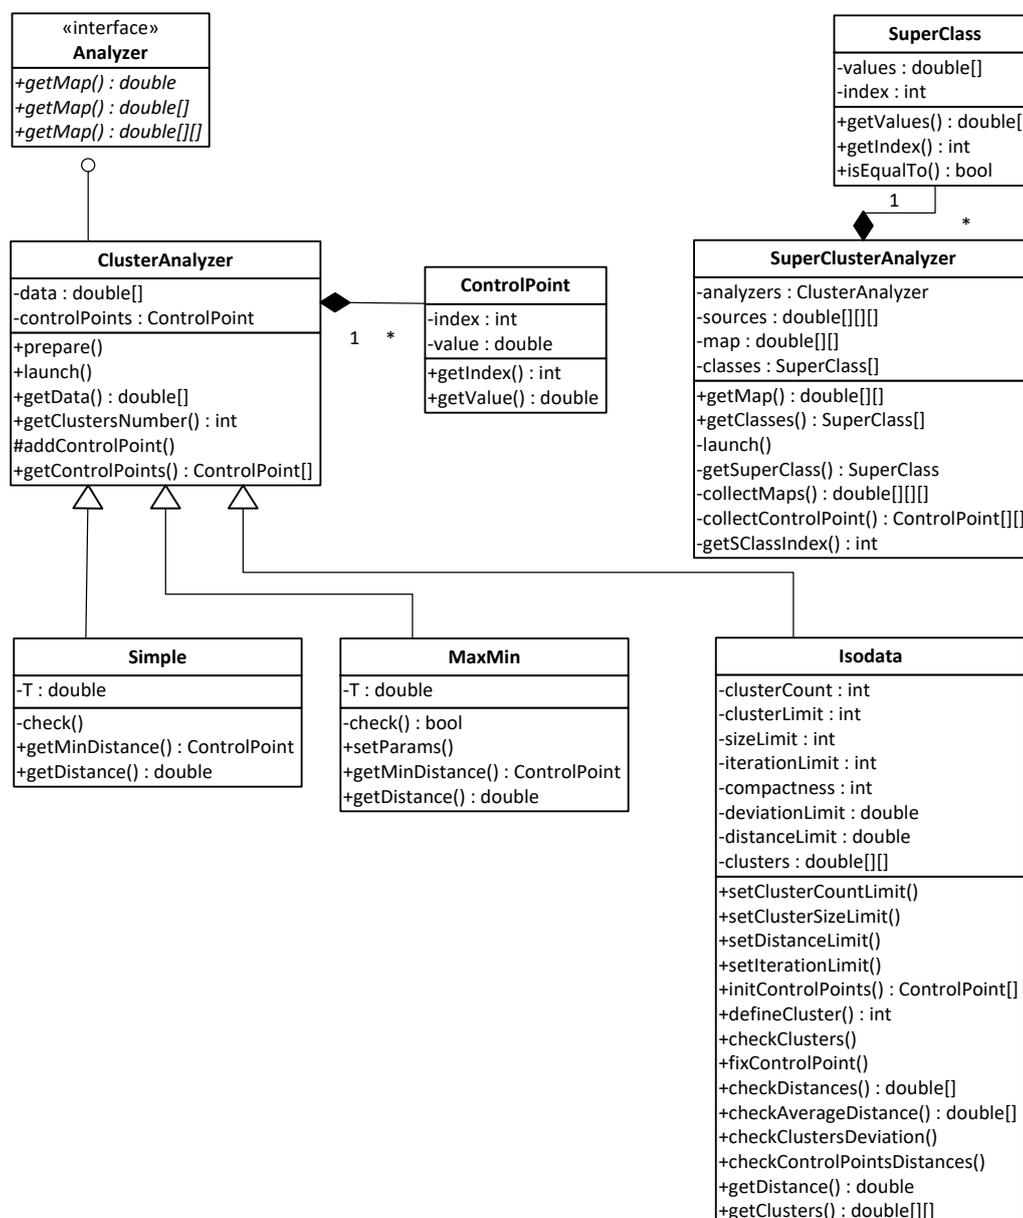 «interface»
Analyzer
+getMap() : double
+getMap() : double[]
+getMap() : double[][]
SuperClass
-values : double[]
-index : int
+getValues() : double[
+getIndex() : int
+isEqualTo() : bool
1
*
ClusterAnalyzer
-data : double[]
-controlPoints : ControlPoint
+prepare()
+launch()
+getData() : double[]
+getClustersNumber() : int
#addControlPoint()
+getControlPoints() : ControlPoint[]
1 *
ControlPoint
-index : int
-value : double
+getIndex() : int
+getValue() : double
SuperClusterAnalyzer
-analyzers : ClusterAnalyzer
-sources : double[][][]
-map : double[][]
-classes : SuperClass[]
+getMap() : double[][]
+getClasses() : SuperClass[]
-launch()
-getSuperClass() : SuperClass
-collectMaps() : double[][][]
-collectControlPoint() : ControlPoint[][]
-getSClassIndex() : int
Simple
-T : double
-check()
+getMinDistance() : ControlPoint
+getDistance() : double
MaxMin
-T : double
-check() : bool
+setParams()
+getMinDistance() : ControlPoint
+getDistance() : double
Isodata
-clusterCount : int
-clusterLimit : int
-sizeLimit : int
-iterationLimit : int
-compactness : int
-deviationLimit : double
-distanceLimit : double
-clusters : double[][]
+setClusterCountLimit()
+setClusterSizeLimit()
+setDistanceLimit()
+setIterationLimit()
+initControlPoints() : ControlPoint[]
+defineCluster() : int
+checkClusters()
+fixControlPoint()
+checkDistances() : double[]
+checkAverageDistance() : double[]
+checkClustersDeviation()
+checkControlPointsDistances()
+getDistance() : double
+getClusters() : double[][]